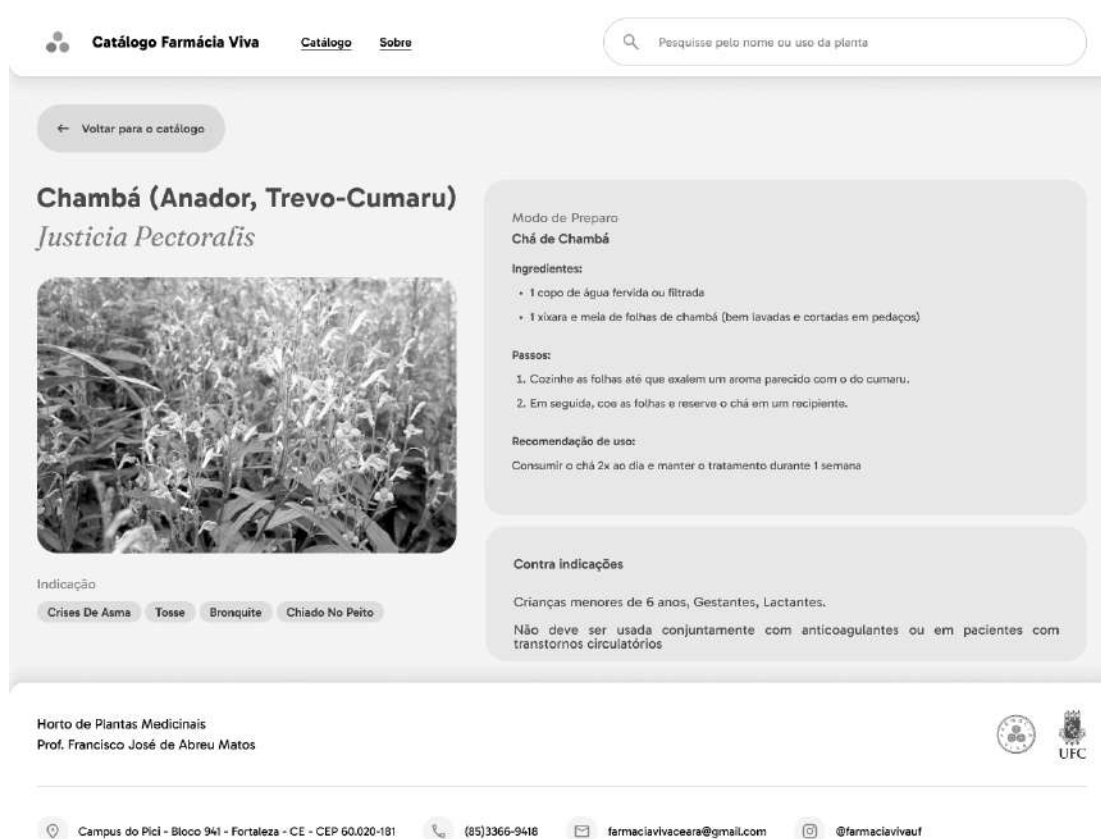 Catálogo Farmácia Viva
Catálogo
Sobre
Pesquise pelo nome ou uso da planta
← Voltar para o catálogo
Chambá (Anador, Trevo-Cumaru)
Justicia Pectoralis
Indicação
Crises De Asma
Tosse
Bronquite
Chiado No Peito
Modo de Preparo
Chá de Chambá
Ingredientes:
• 1 copo de água fervida ou filtrada
• 1 xixara e meia de folhas de chambá (bem lavadas e cortadas em pedaços)
Passos:
1. Cozinhe as folhas até que exalem um aroma parecido com o do cumaru.
2. Em seguida, coe as folhas e reserve o chá em um recipiente.
Recomendação de uso:
Consumir o chá 2x ao dia e manter o tratamento durante 1 semana
Contra indicações
Crianças menores de 6 anos, Gestantes, Lactantes.
Não deve ser usada conjuntamente com anticoagulantes ou em pacientes com
transtornos circulatórios
Horto de Plantas Medicinais
Prof. Francisco José de Abreu Matos
UFC
Campus do Pici - Bloco 941 - Fortaleza - CE - CEP 60.020-181
(85)3366-9418
farmaciavivaceara@gmail.com
@farmaciavivauf